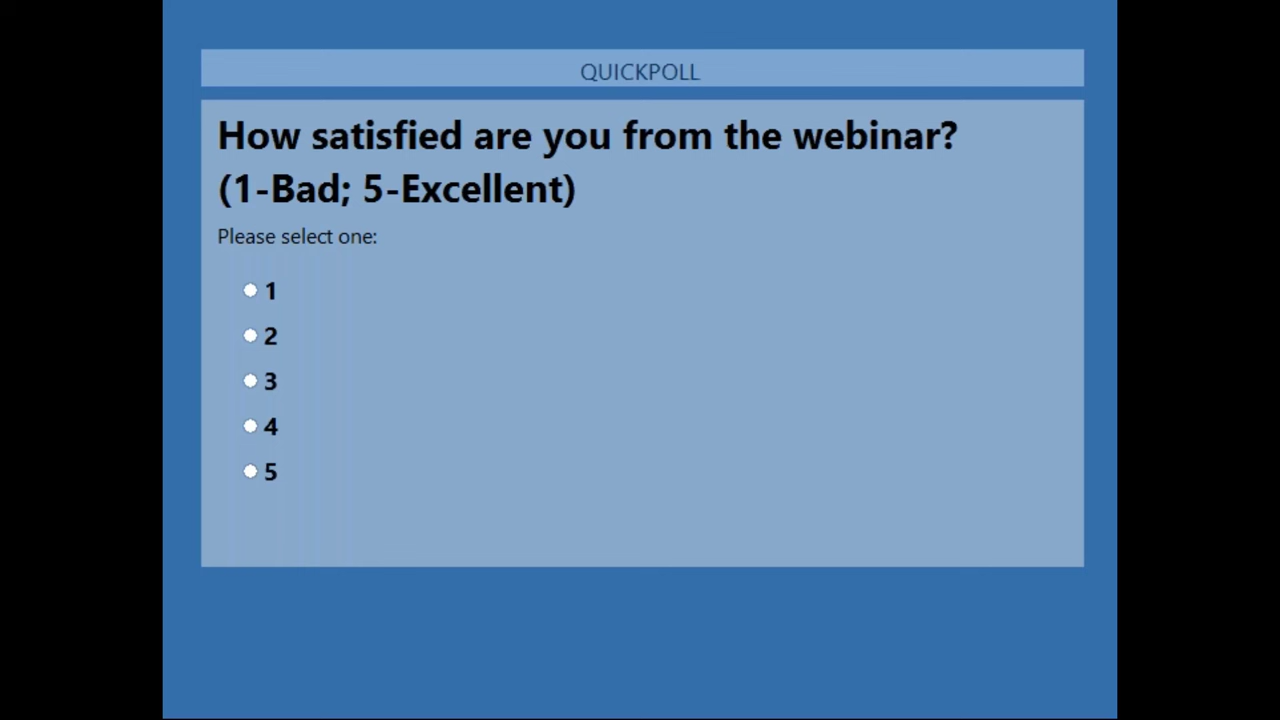 QUICKPOLL
How satisfied are you from the webinar?
(1-Bad; 5-Excellent)
Please select one:
1
2
3
4
5